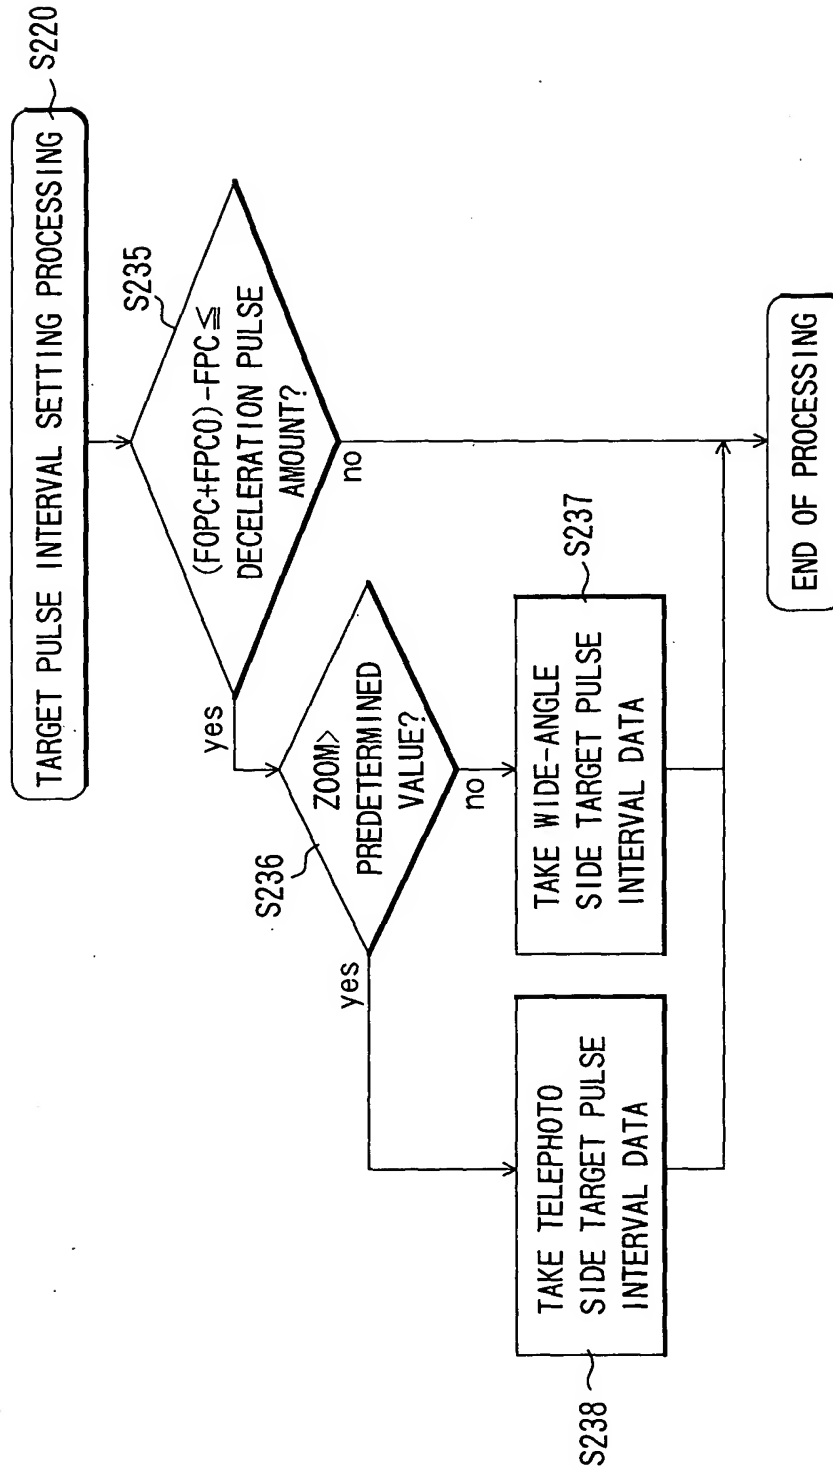 TARGET PULSE INTERVAL SETTING PROCESSING
S220
S235
(FOPC+FPC0)-FPC≦
DECELERATION PULSE
AMOUNT?
yes
no
S236
ZOOM>
PREDETERMINED
VALUE?
yes
no
S237
TAKE WIDE-ANGLE
SIDE TARGET PULSE
INTERVAL DATA
S238
TAKE TELEPHOTO
SIDE TARGET PULSE
INTERVAL DATA
END OF PROCESSING